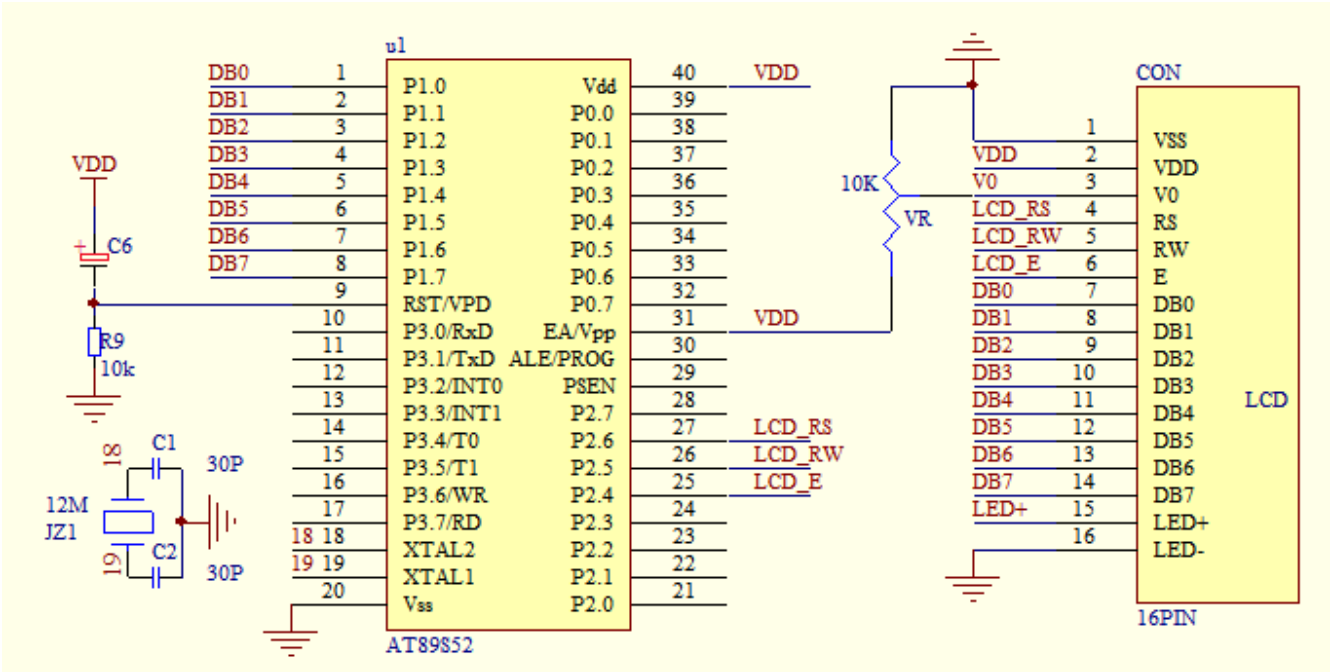 u1
DB0 1 P1.0 Vdd 40 VDD
DB1 2 P1.1 P0.0 39
DB2 3 P1.2 P0.1 38
DB3 4 P1.3 P0.2 37
DB4 5 P1.4 P0.3 36
DB5 6 P1.5 P0.4 35
DB6 7 P1.6 P0.5 34
DB7 8 P1.7 P0.6 33
9 RST/VPD P0.7 32
10 P3.0/RxD EA/Vpp 31 VDD
11 P3.1/TxD ALE/PROG 30
12 P3.2/INT0 PSEN 29
13 P3.3/INT1 P2.7 28
14 P3.4/T0 P2.6 27 LCD_RS
15 P3.5/T1 P2.5 26 LCD_RW
16 P3.6/WR P2.4 25 LCD_E
17 P3.7/RD P2.3 24
18 18 XTAL2 P2.2 23
19 19 XTAL1 P2.1 22
20 Vss P2.0 21
AT89S52
VDD
+ C6
R9
10k
18 C1 30P
12M
JZ1
19 C2 30P
10K
VR
CON
1 VSS
VDD 2 VDD
V0 3 V0
LCD_RS 4 RS
LCD_RW 5 RW
LCD_E 6 E
DB0 7 DB0
DB1 8 DB1
DB2 9 DB2
DB3 10 DB3
DB4 11 DB4
DB5 12 DB5
DB6 13 DB6
DB7 14 DB7
LED+ 15 LED+
16 LED-
LCD
16PIN